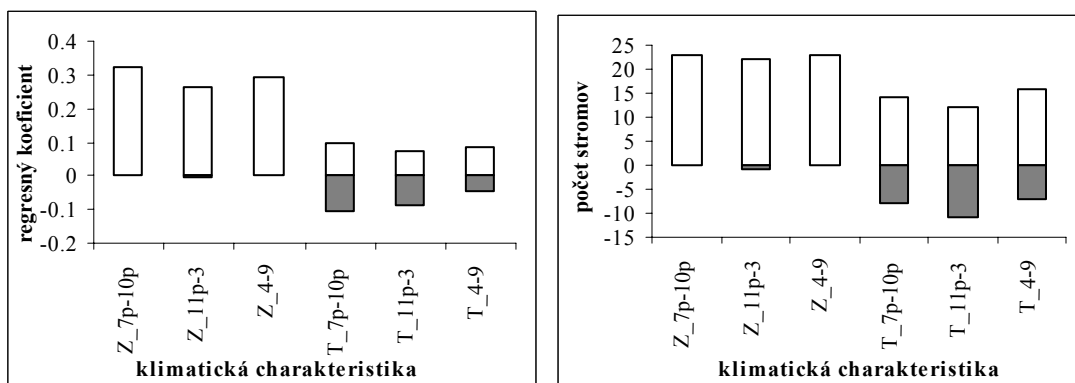 regresný koeficient
0.4
0.3
0.2
0.1
0
-0.1
-0.2
Z_7p-10p
Z_11p-3
Z_4-9
T_7p-10p
T_11p-3
T_4-9
klimatická charakteristika
počet stromov
25
20
15
10
5
0
-5
-10
-15
Z_7p-10p
Z_11p-3
Z_4-9
T_7p-10p
T_11p-3
T_4-9
klimatická charakteristika